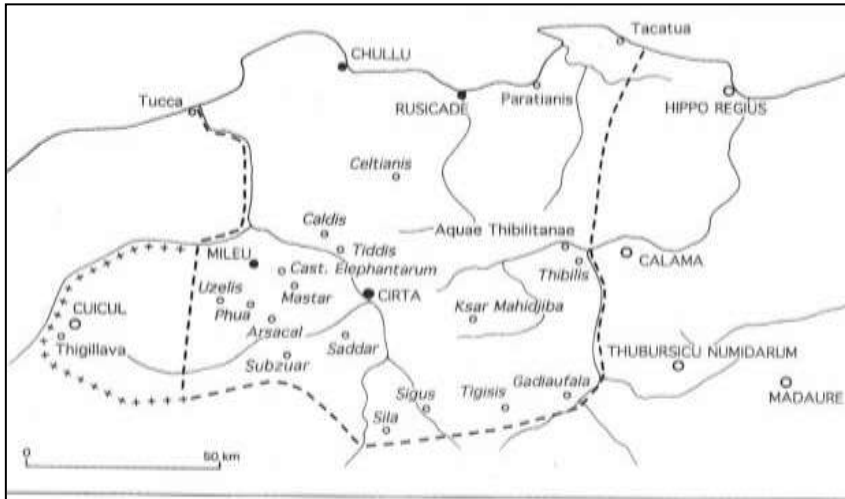 Tacatua
CHULLU
Tucca
RUSICADE
Paratianis
HIPPO REGIUS
Celtianis
Caldis
Aquae Thibilitanae
MILEU
Tiddis
Cast. Elephantarum
Thibilis
CALAMA
Uzelis
Mastar
CIRTA
CUICUL
Phua
Ksar Mahidjiba
Arsacal
Thigillava
Saddar
THUBURSICU NUMIDARUM
Subzuar
Gadiaufala
Sigus
Tigisis
MADAURE
Sila
0
50 km